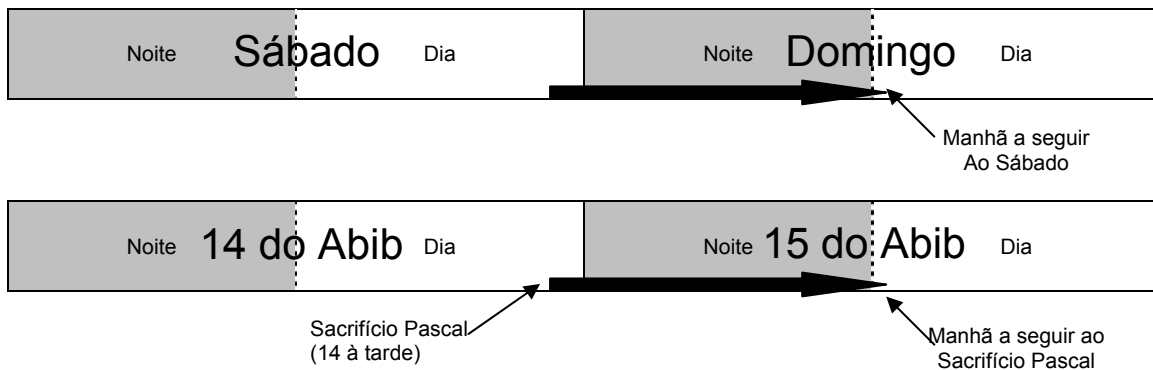 Noite Sábado Dia Noite Domingo Dia
Manhã a seguir
Ao Sábado
Noite 14 do Abib Dia Noite 15 do Abib Dia
Sacrifício Pascal
(14 à tarde)
Manhã a seguir ao
Sacrifício Pascal